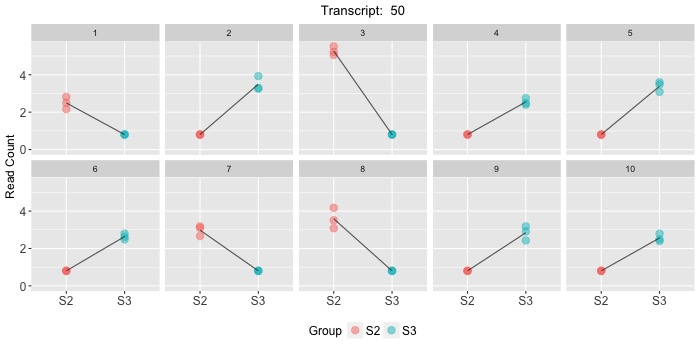 Transcript: 50
1 2 3 4 5
4
2
0
6 7 8 9 10
4
2
0
Read Count
S2 S3 S2 S3 S2 S3 S2 S3 S2 S3
Group S2 S3